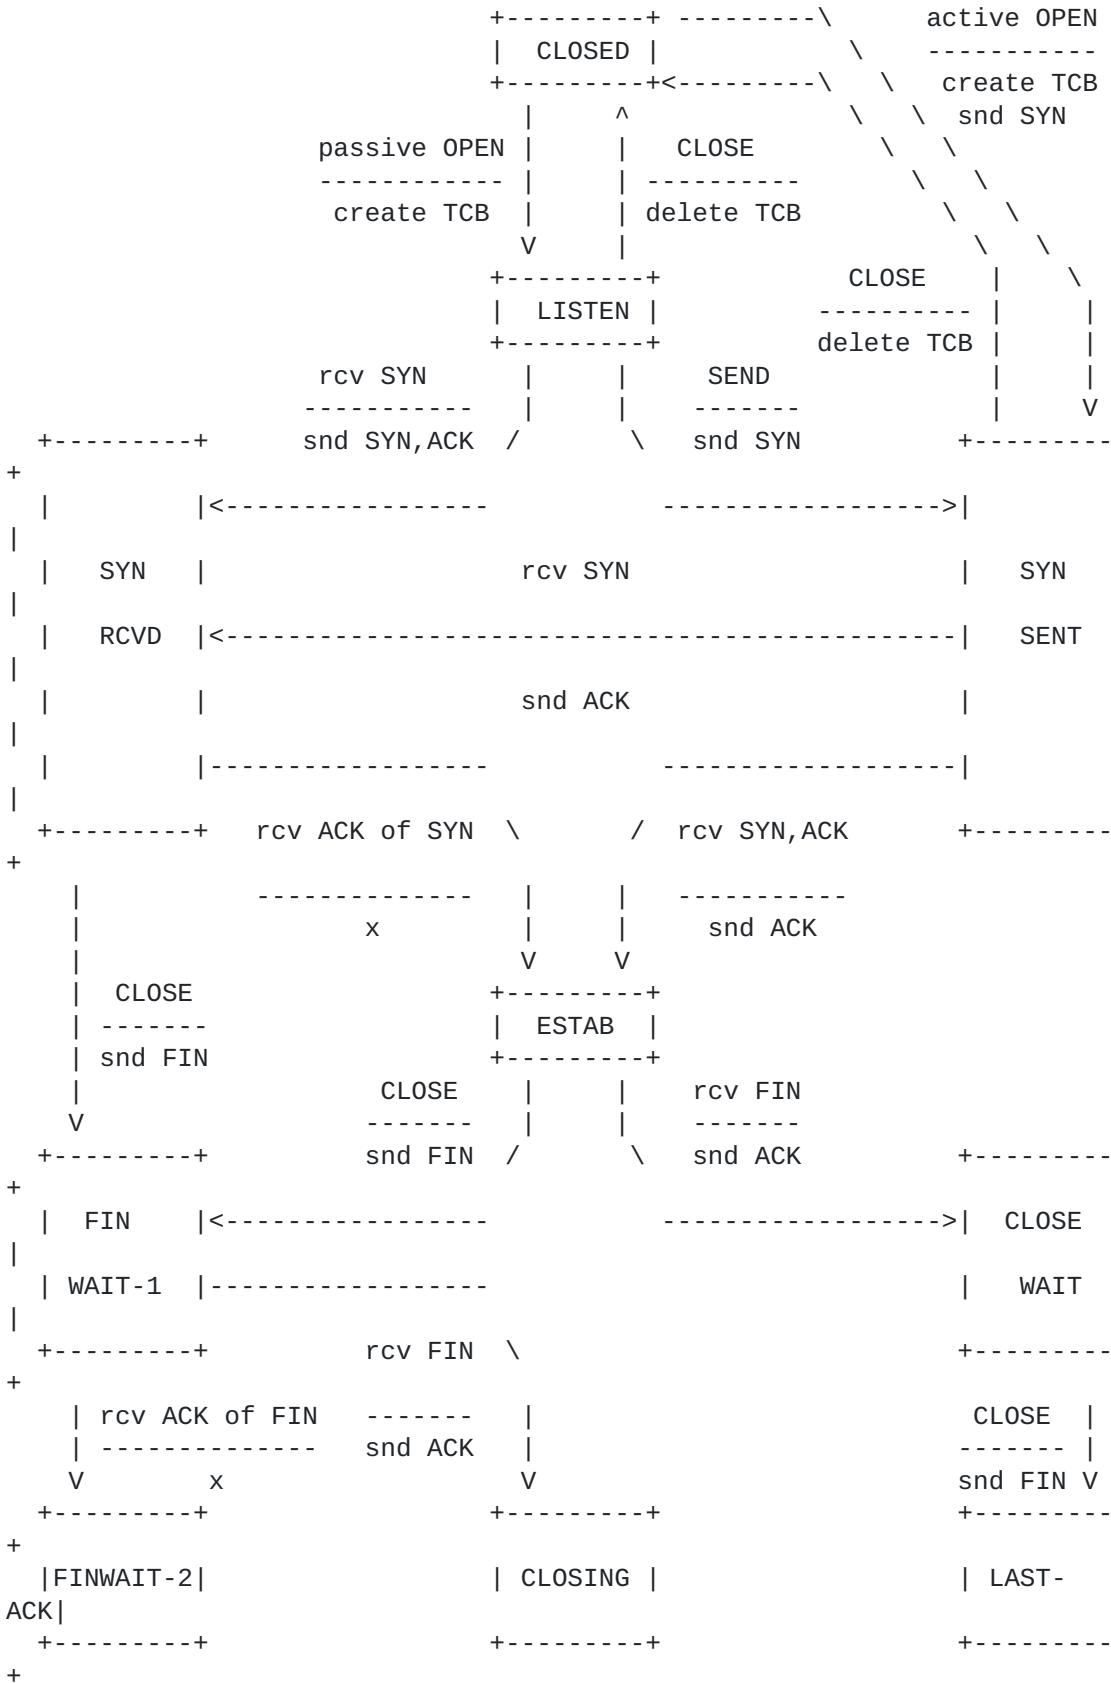 +---------+ ---------\      active OPEN
                               |  CLOSED |            \    -----------
                               +---------+<---------\   \   create TCB
                                 |     ^              \   \  snd SYN
                    passive OPEN |     |   CLOSE        \   \
                    ------------ |     | ----------       \   \
                     create TCB  |     | delete TCB         \   \
                                 V     |                      \   \
                               +---------+            CLOSE    |    \
                               |  LISTEN |          ---------- |     |
                               +---------+          delete TCB |     |
                    rcv SYN      |     |     SEND              |     |
                   -----------   |     |    -------            |     V
  +---------+      snd SYN,ACK  /       \   snd SYN          +---------
+
  |         |<-----------------           ------------------>|
|
  |   SYN   |                    rcv SYN                     |   SYN
|
  |   RCVD  |<-----------------------------------------------|   SENT
|
  |         |                    snd ACK                     |
|
  |         |------------------           -------------------|
|
  +---------+   rcv ACK of SYN  \       /  rcv SYN,ACK       +---------
+
    |           --------------   |     |   -----------
    |                  x         |     |     snd ACK
    |                            V     V
    |  CLOSE                   +---------+
    | -------                  |  ESTAB  |
    | snd FIN                  +---------+
    |                   CLOSE    |     |    rcv FIN
    V                  -------   |     |    -------
  +---------+          snd FIN  /       \   snd ACK          +---------
+
  |  FIN    |<-----------------           ------------------>|  CLOSE
|
  | WAIT-1  |------------------                              |   WAIT
|
  +---------+          rcv FIN  \                            +---------
+
    | rcv ACK of FIN   -------   |                            CLOSE  |
    | --------------   snd ACK   |                           ------- |
    V        x                   V                           snd FIN V
  +---------+                  +---------+                   +---------
+
  |FINWAIT-2|                  | CLOSING |                   | LAST-
ACK|
  +---------+                  +---------+                   +---------
+